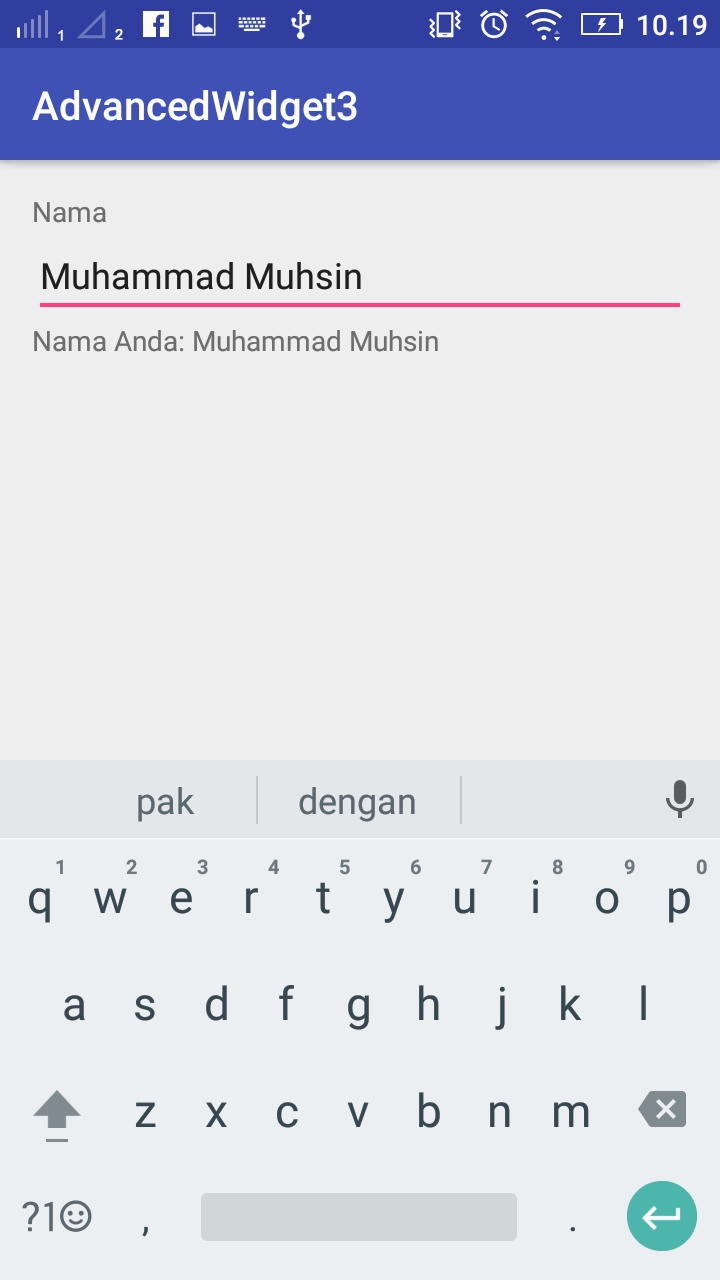 1 2 10.19
AdvancedWidget3
Nama
Muhammad Muhsin
Nama Anda: Muhammad Muhsin
pak dengan
1 2 3 4 5 6 7 8 9 0
q w e r t y u i o p
a s d f g h j k l
z x c v b n m
?1 , .